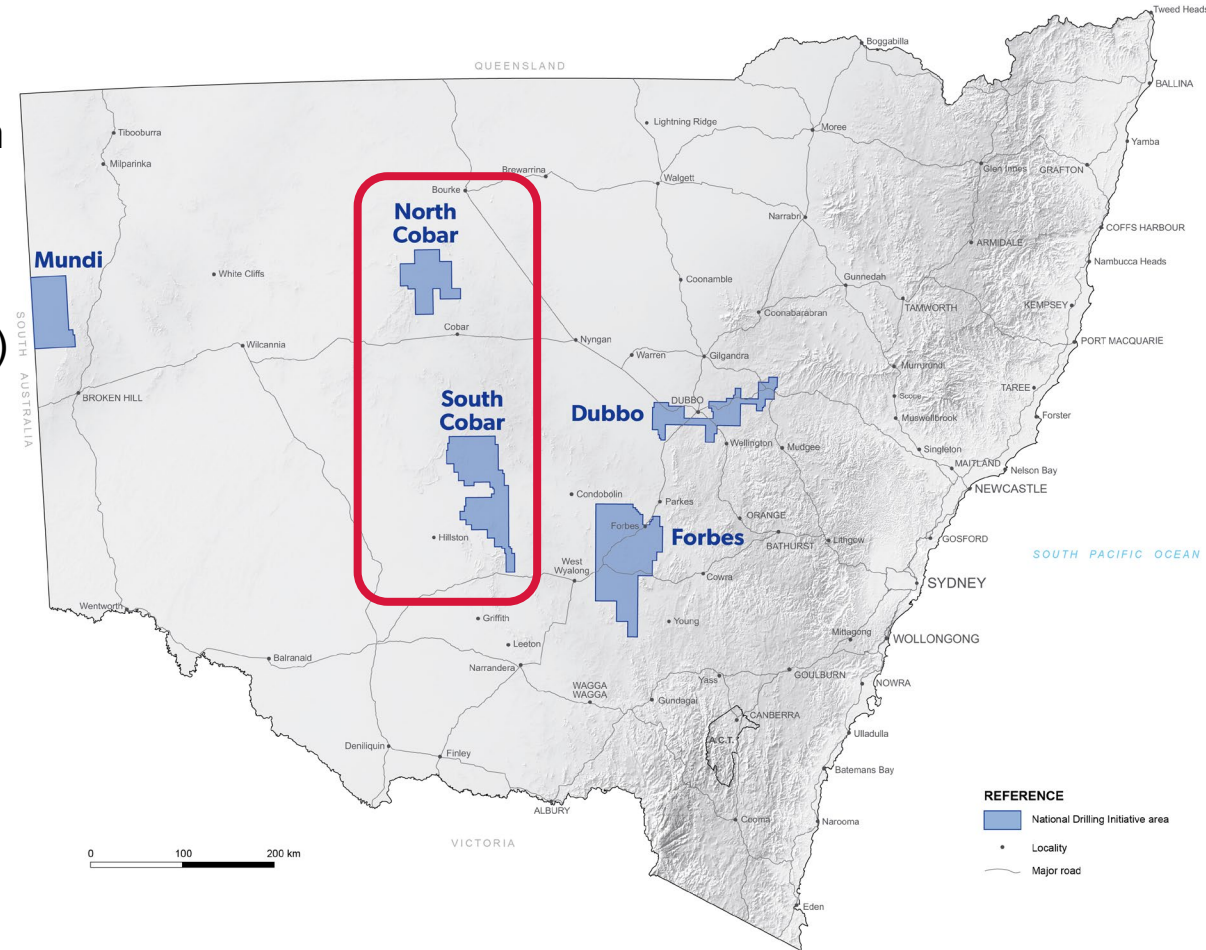 Tweed Heads
Boggabilla
QUEENSLAND
BALLINA
Tibooburra
Lightning Ridge
Moree
Yamba
Milparinka
Glen Innes
GRAFTON
Brewarrina
Walgett
Bourke
North
Cobar
Narrabri
COFFS HARBOUR
ARMIDALE
Mundi
Nambucca Heads
White Cliffs
Coonamble
Gunnedah
TAMWORTH
KEMPSEY
Coonabarabran
SOUTH AUSTRALIA
Cobar
Nyngan
PORT MACQUARIE
Wilcannia
Warren
Gilgandra
Murrurundi
BROKEN HILL
TAREE
South
Cobar
Scone
DUBBO
Dubbo
Muswellbrook
Forster
Wellington
Mudgee
Singleton
MAITLAND
Nelson Bay
NEWCASTLE
Condobolin
Parkes
ORANGE
Forbes
Forbes
Hillston
BATHURST
Lithgow
GOSFORD
SOUTH PACIFIC OCEAN
West
Wyalong
Cowra
SYDNEY
Wentworth
Griffith
Young
Mittagong
WOLLONGONG
Leeton
Balranald
Narrandera
Yass
GOULBURN
NOWRA
WAGGA
WAGGA
Gundagai
CANBERRA
A.C.T.
Ulladulla
Deniliquin
Finley
Batemans Bay
ALBURY
REFERENCE
National Drilling Initiative area
Cooma
Narooma
VICTORIA
Locality
0 100 200 km
Major road
Eden